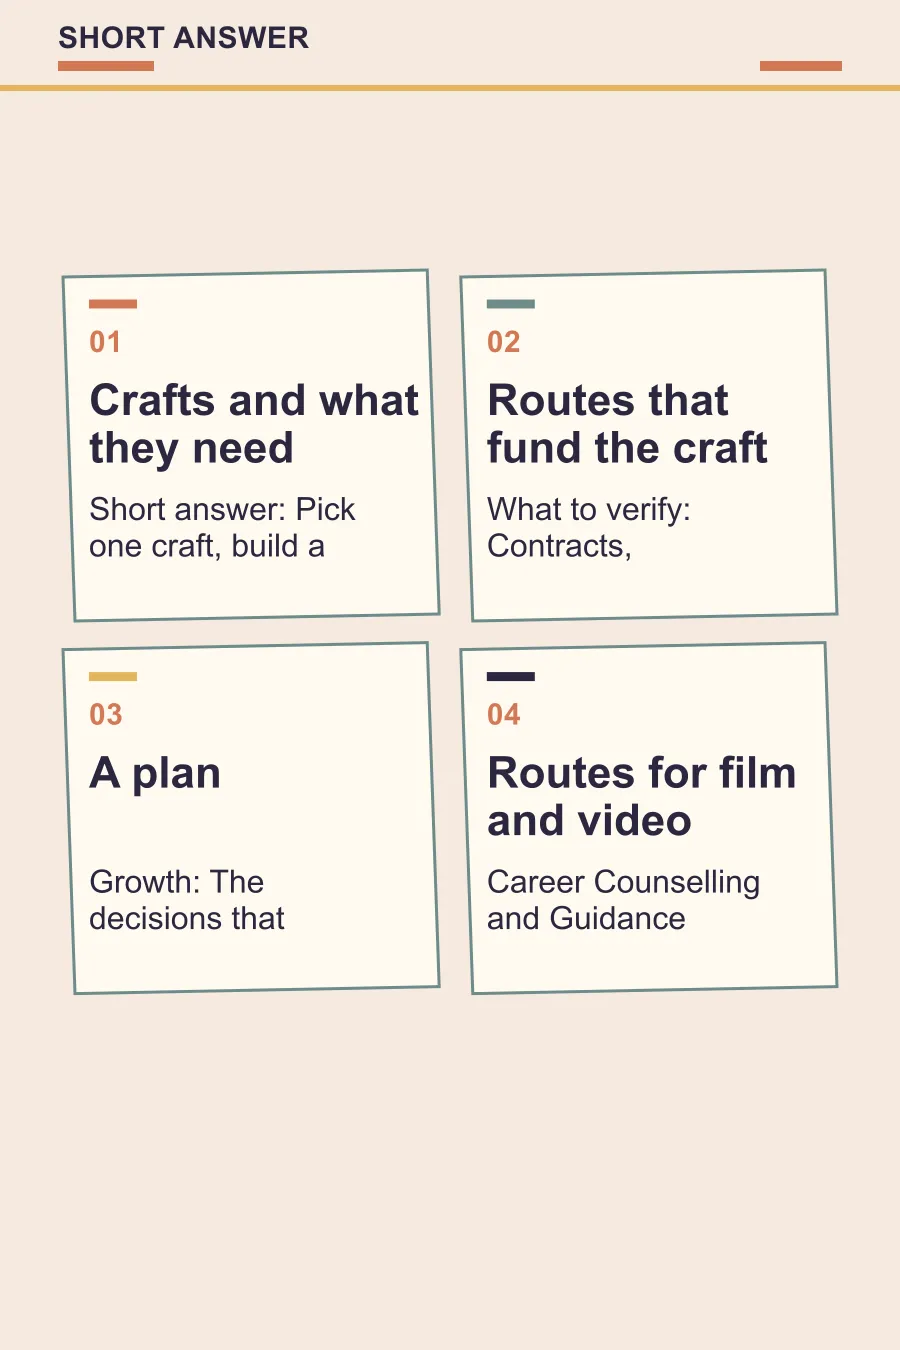 SHORT ANSWER
01
Crafts and what
they need
Short answer: Pick
one craft, build a
02
Routes that
fund the craft
What to verify:
Contracts,
03
A plan
Growth: The
decisions that
04
Routes for film
and video
Career Counselling
and Guidance